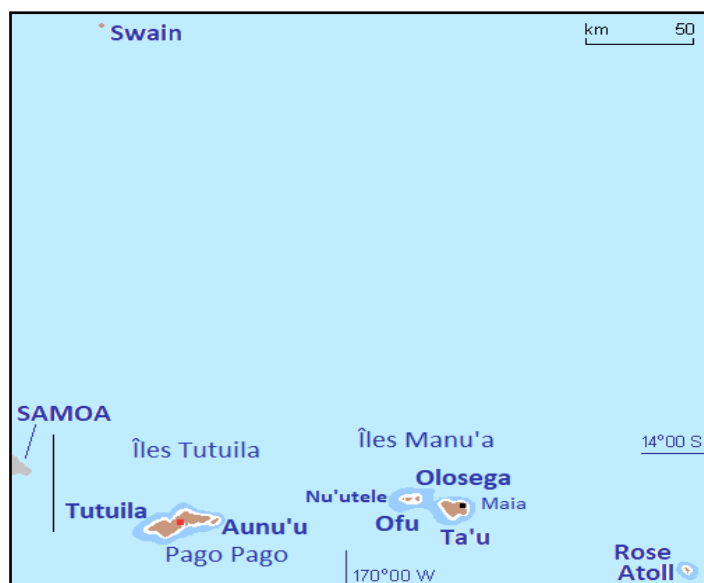 Swain
km 50
SAMOA
Îles Tutuila
Îles Manu'a
14°00 S
Olosega
Nu'utele
Maia
Tutuila
Aunu'u
Ofu
Ta'u
Pago Pago
Rose
Atoll
170°00 W